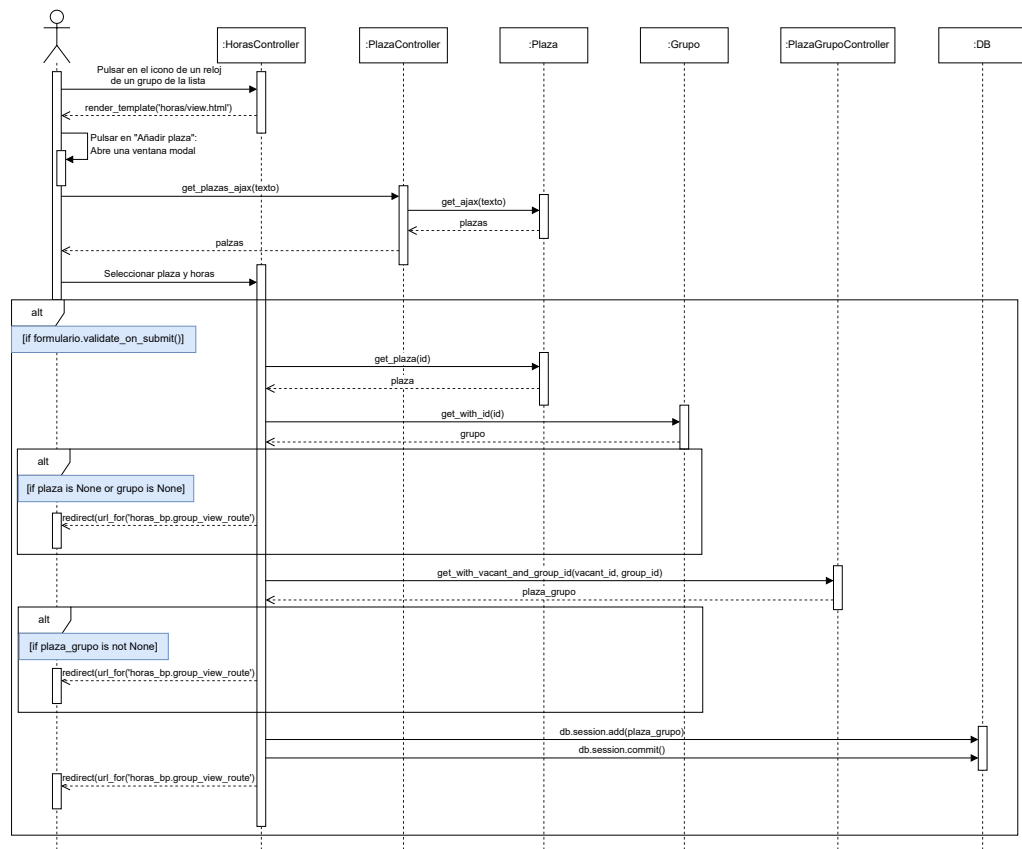 :HorasController
:PlazaController
:Plaza
:Grupo
:PlazaGrupoController
:DB
Pulsar en el icono de un reloj
de un grupo de la lista
render_template('horas/view.html')
Pulsar en "Añadir plaza":
Abre una ventana modal
get_plazas_ajax(texto)
get_ajax(texto)
plazas
palzas
Seleccionar plaza y horas
alt
[if formulario.validate_on_submit()]
get_plaza(id)
plaza
get_with_id(id)
grupo
alt
[if plaza is None or grupo is None]
redirect(url_for('horas_bp.group_view_route')
get_with_vacant_and_group_id(vacant_id, group_id)
plaza_grupo
alt
[if plaza_grupo is not None]
redirect(url_for('horas_bp.group_view_route')
db.session.add(plaza_grupo)
db.session.commit()
redirect(url_for('horas_bp.group_view_route')